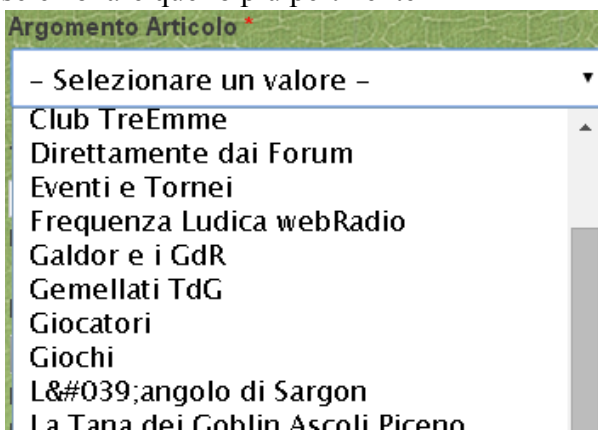 Argomento Articolo *
– Selezionare un valore –
Club TreEmme
Direttamente dai Forum
Eventi e Tornei
Frequenza Ludica webRadio
Galdor e i GdR
Gemellati TdG
Giocatori
Giochi
L&#039;angolo di Sargon
La Tana dei Goblin Ascoli Piceno